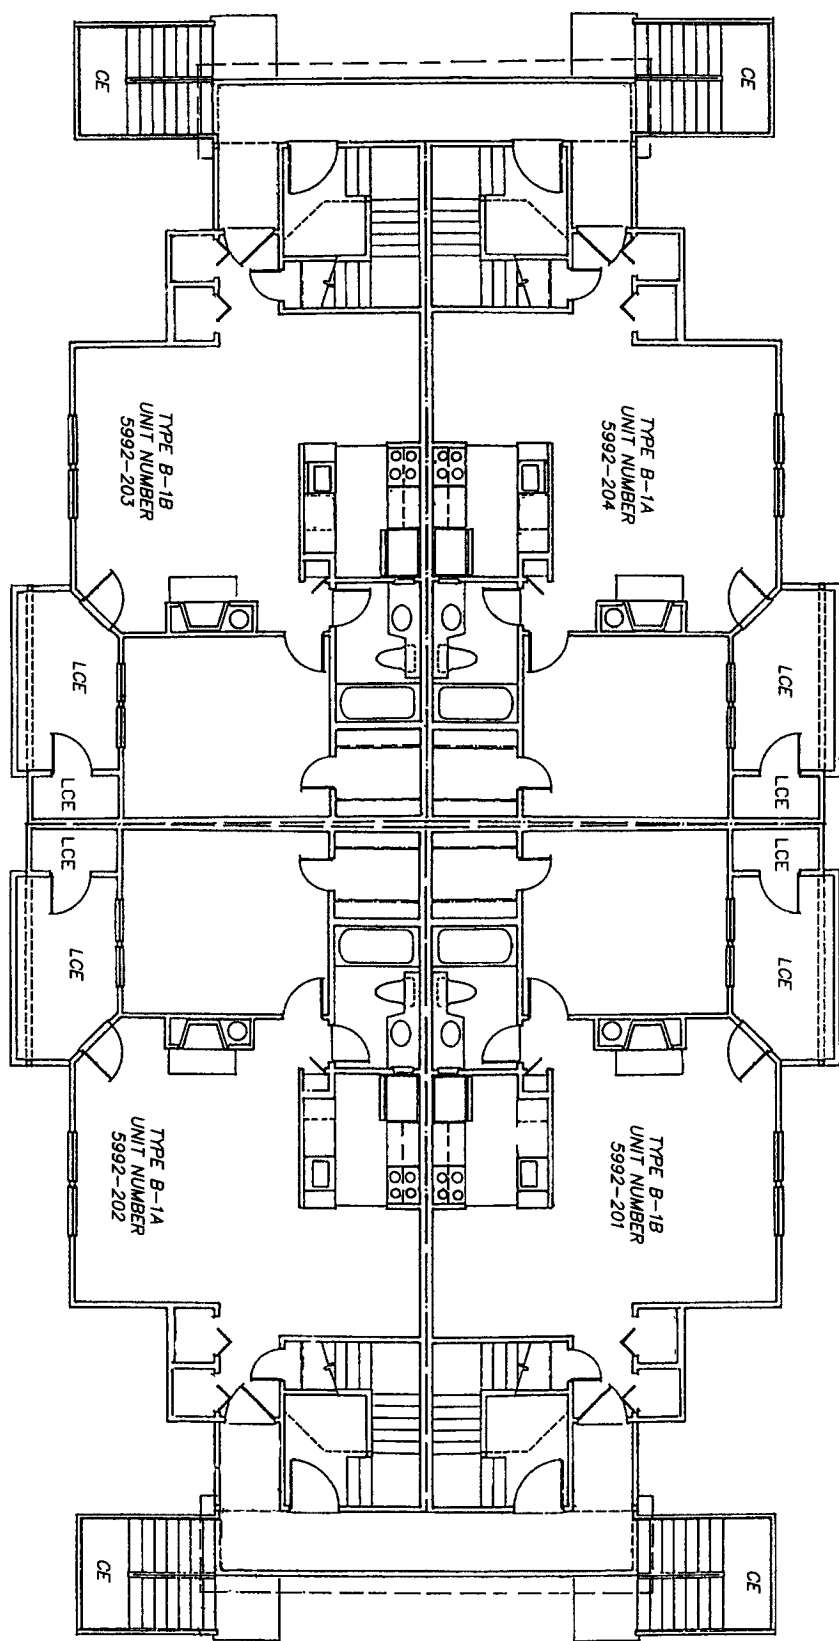 CE
CE
TYPE B-1B
UNIT NUMBER
5992-203
TYPE B-1A
UNIT NUMBER
5992-204
LCE
LCE
LCE
LCE
LCE
LCE
LCE
LCE
TYPE B-1A
UNIT NUMBER
5992-202
TYPE B-1B
UNIT NUMBER
5992-201
CE
CE